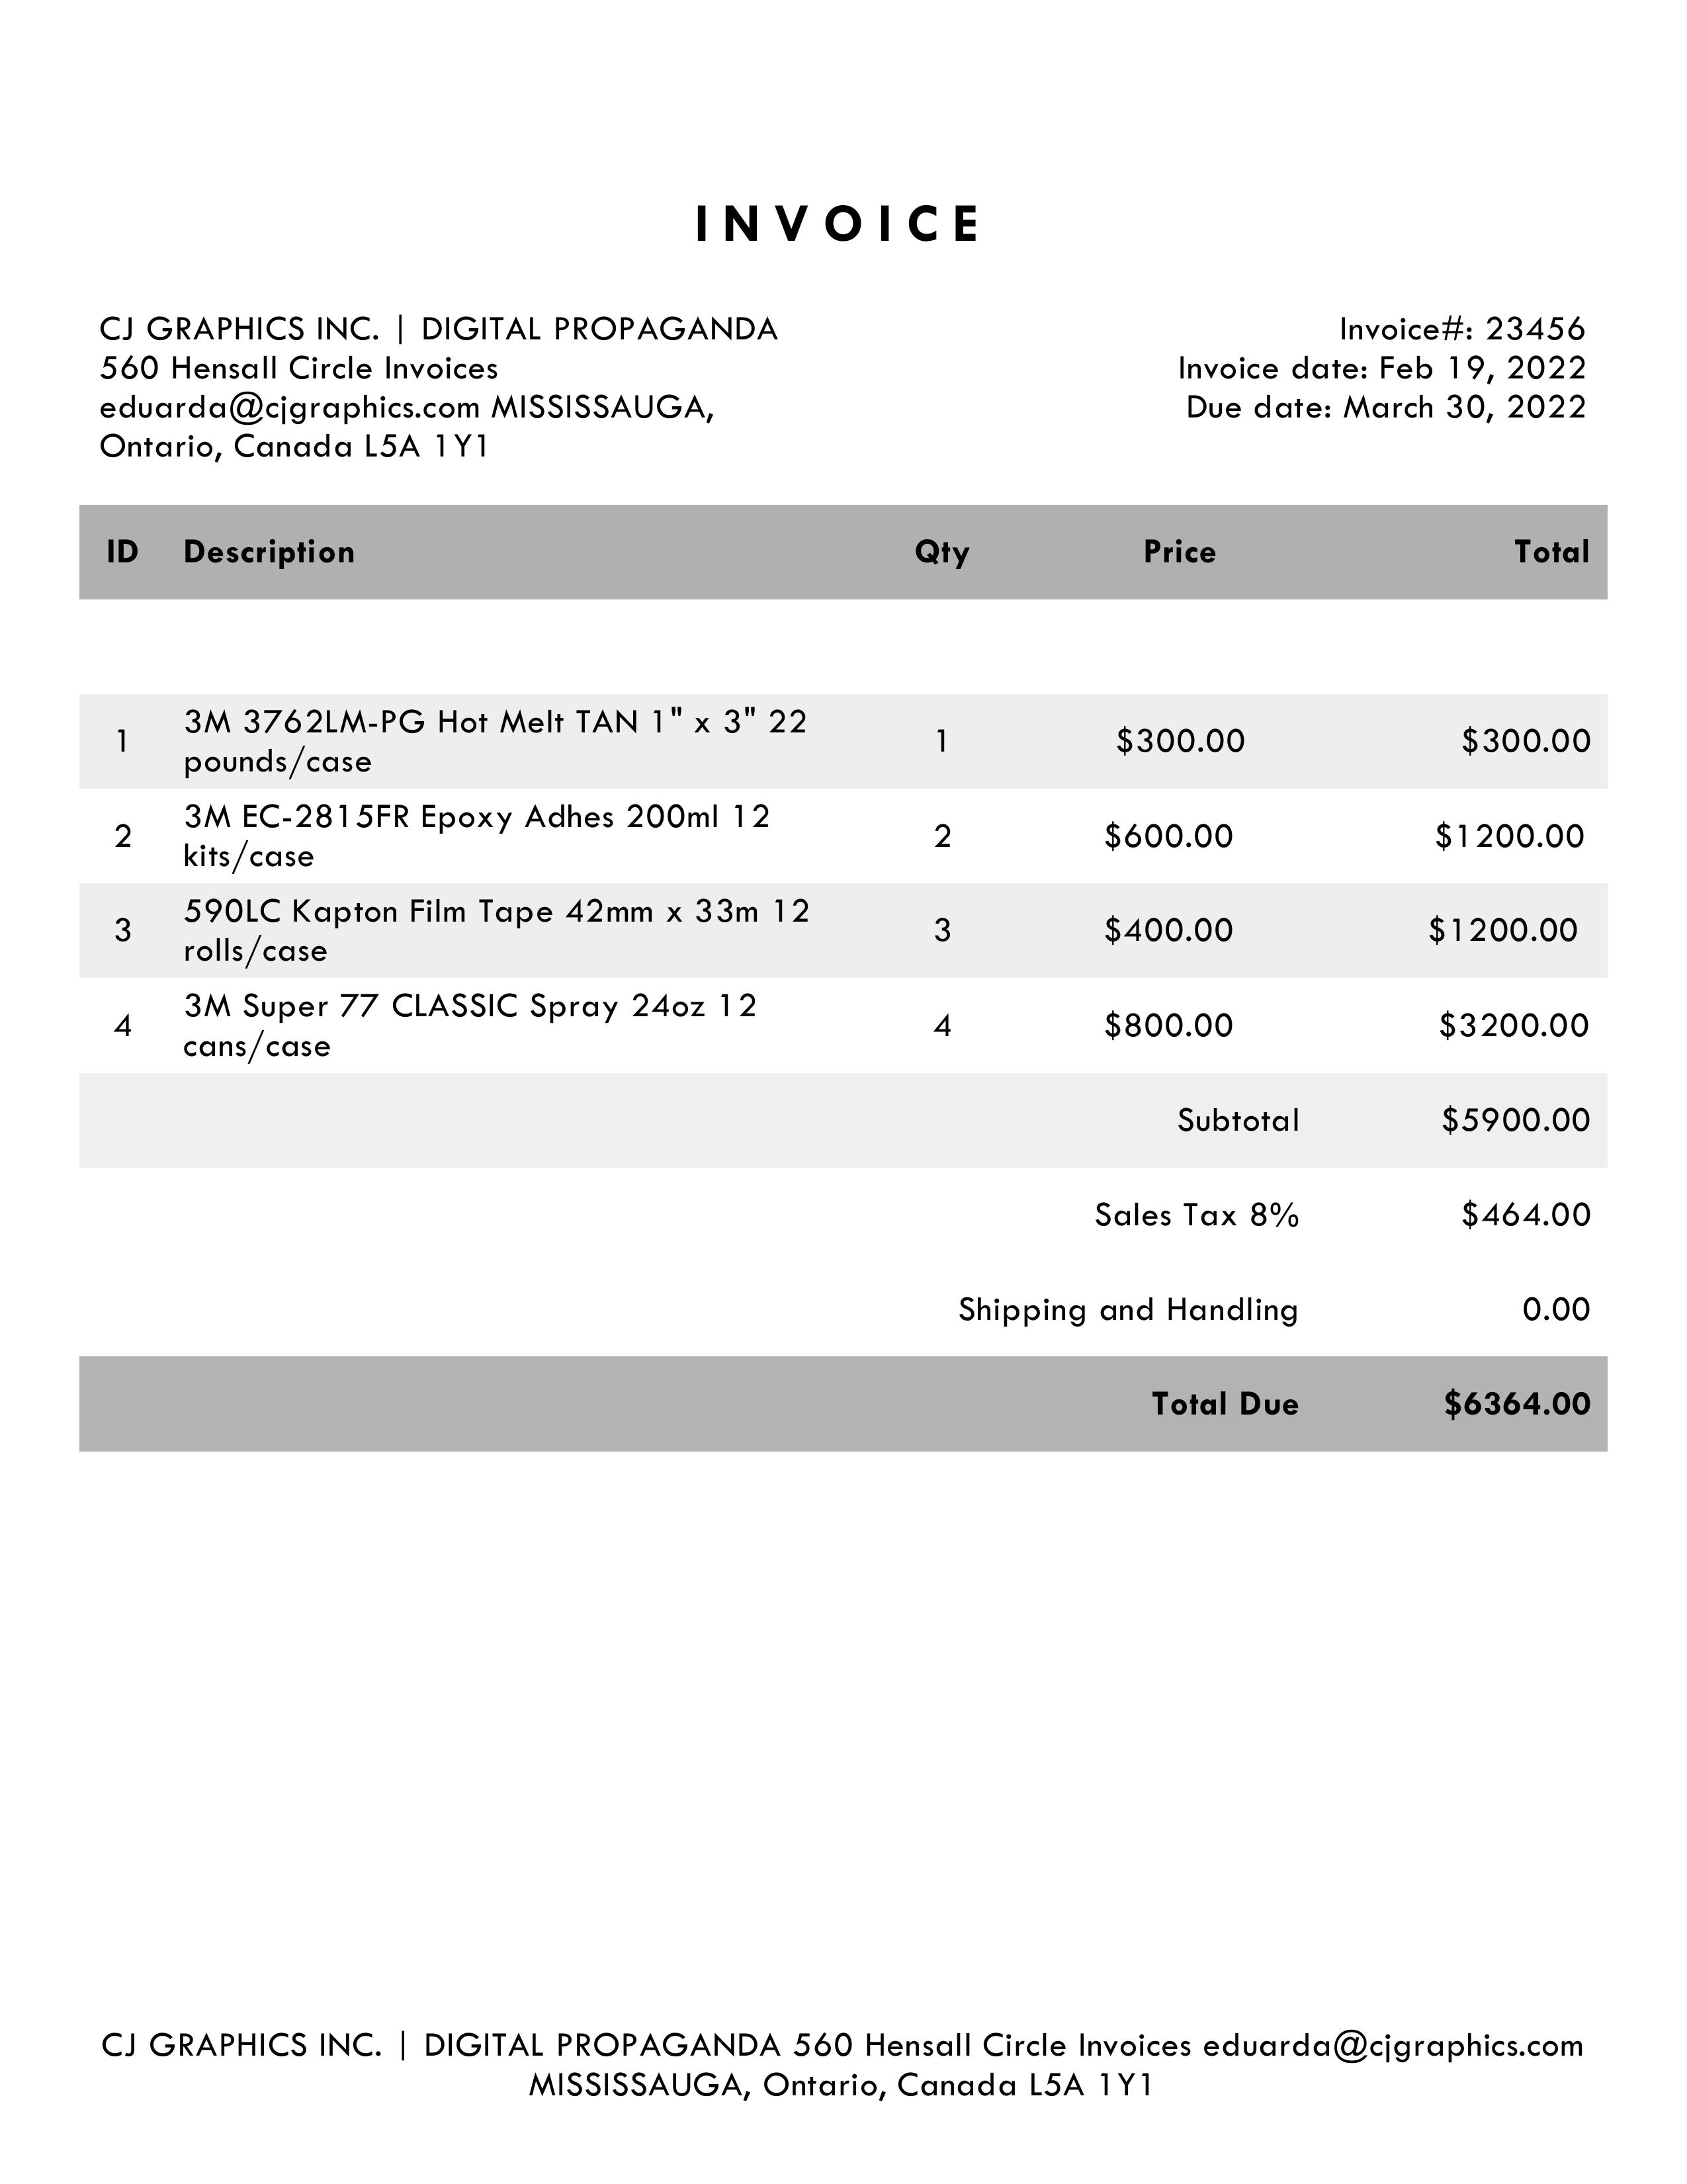 INVOICE
CJ GRAPHICS INC. | DIGITAL PROPAGANDA
560 Hensall Circle Invoices
eduarda@cjgraphics.com MISSISSAUGA,
Ontario, Canada L5A 1Y1
Invoice#: 23456
Invoice date: Feb 19, 2022
Due date: March 30, 2022
ID Description Qty Price Total
1 3M 3762LM-PG Hot Melt TAN 1" x 3" 22
pounds/case 1 $300.00 $300.00
2 3M EC-2815FR Epoxy Adhes 200ml 12
kits/case 2 $600.00 $1200.00
3 590LC Kapton Film Tape 42mm x 33m 12
rolls/case 3 $400.00 $1200.00
4 3M Super 77 CLASSIC Spray 24oz 12
cans/case 4 $800.00 $3200.00
Subtotal $5900.00
Sales Tax 8% $464.00
Shipping and Handling 0.00
Total Due $6364.00
CJ GRAPHICS INC. | DIGITAL PROPAGANDA 560 Hensall Circle Invoices eduarda@cjgraphics.com
MISSISSAUGA, Ontario, Canada L5A 1Y1